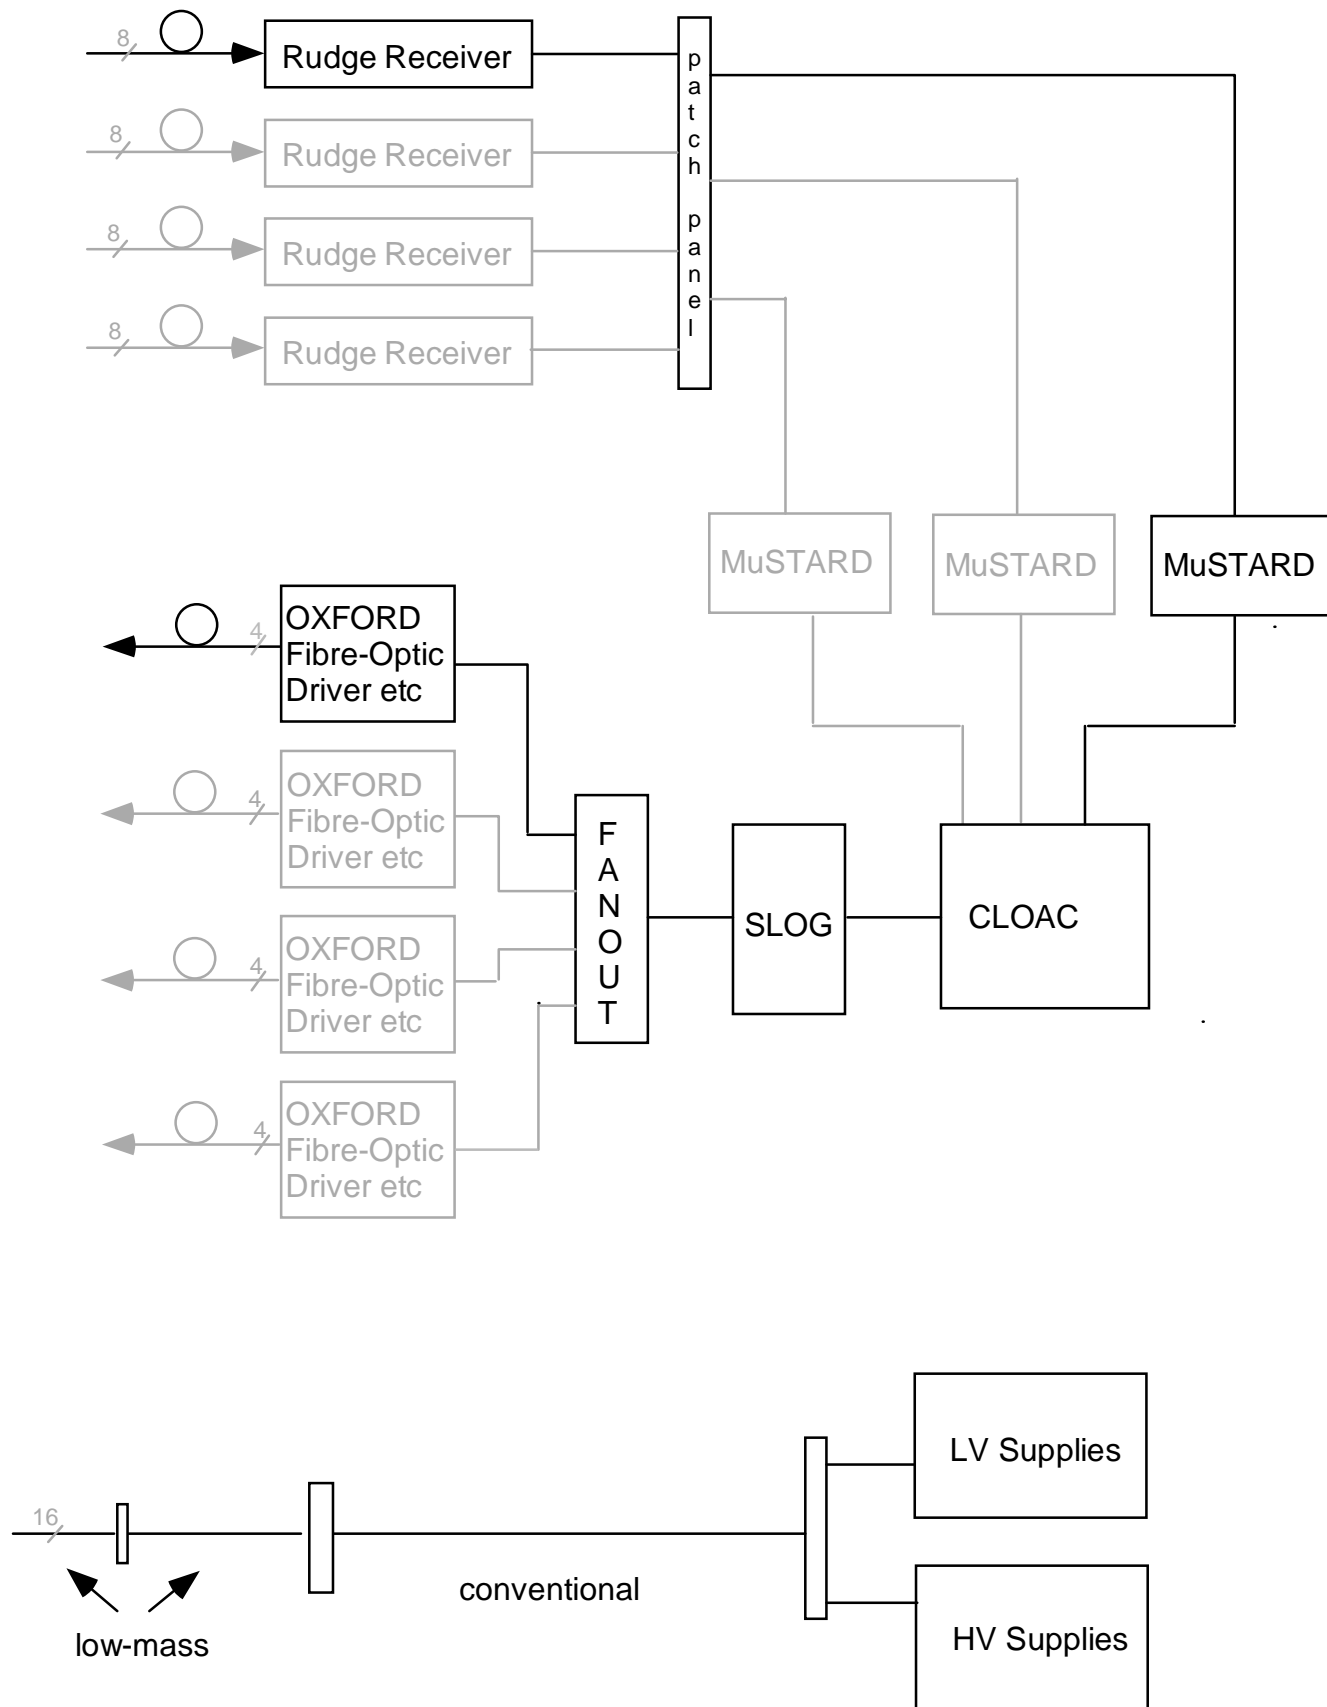 8
Rudge Receiver
8
Rudge Receiver
8
Rudge Receiver
8
Rudge Receiver
patch panel
MuSTARD
MuSTARD
MuSTARD
4
OXFORD
Fibre-Optic
Driver etc
4
OXFORD
Fibre-Optic
Driver etc
4
OXFORD
Fibre-Optic
Driver etc
4
OXFORD
Fibre-Optic
Driver etc
FANOUT
SLOG
CLOAC
LV Supplies
16
conventional
low-mass
HV Supplies